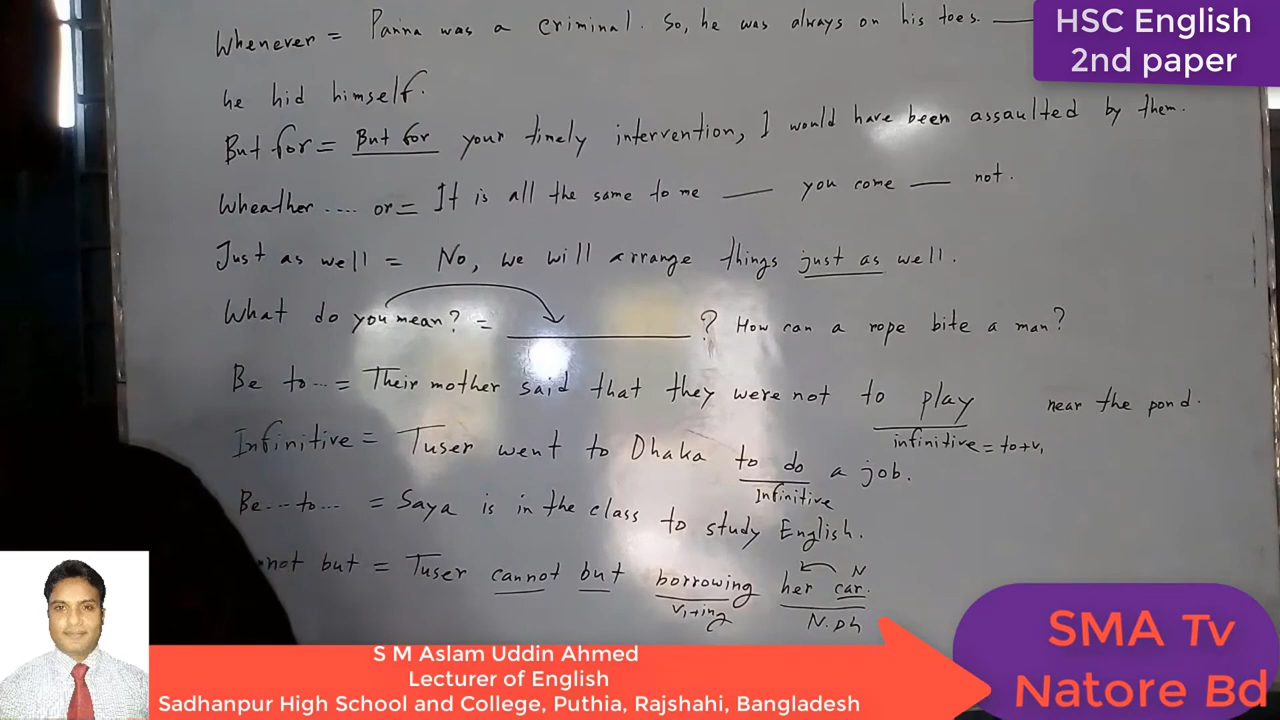 Whenever = Panna was a criminal. So, he was always on his toes. ——
he hid himself.
But for = But for your timely intervention, I would have been assaulted by them.
Wheather .... or = It is all the same to me —— you come —— not.
Just as well = No, we will arrange things just as well.
What do you mean? = ________ ? How can a rope bite a man?
Be to... = Their mother said that they were not to play near the pond.
infinitive = to+v1
Infinitive = Tuser went to Dhaka to do a job.
Infinitive
Be...to... = Saya is in the class to study English.
not but = Tuser cannot but borrowing her car.
N
v1+ing N.ph
HSC English
2nd paper
S M Aslam Uddin Ahmed
Lecturer of English
Sadhanpur High School and College, Puthia, Rajshahi, Bangladesh
SMA Tv
Natore Bd